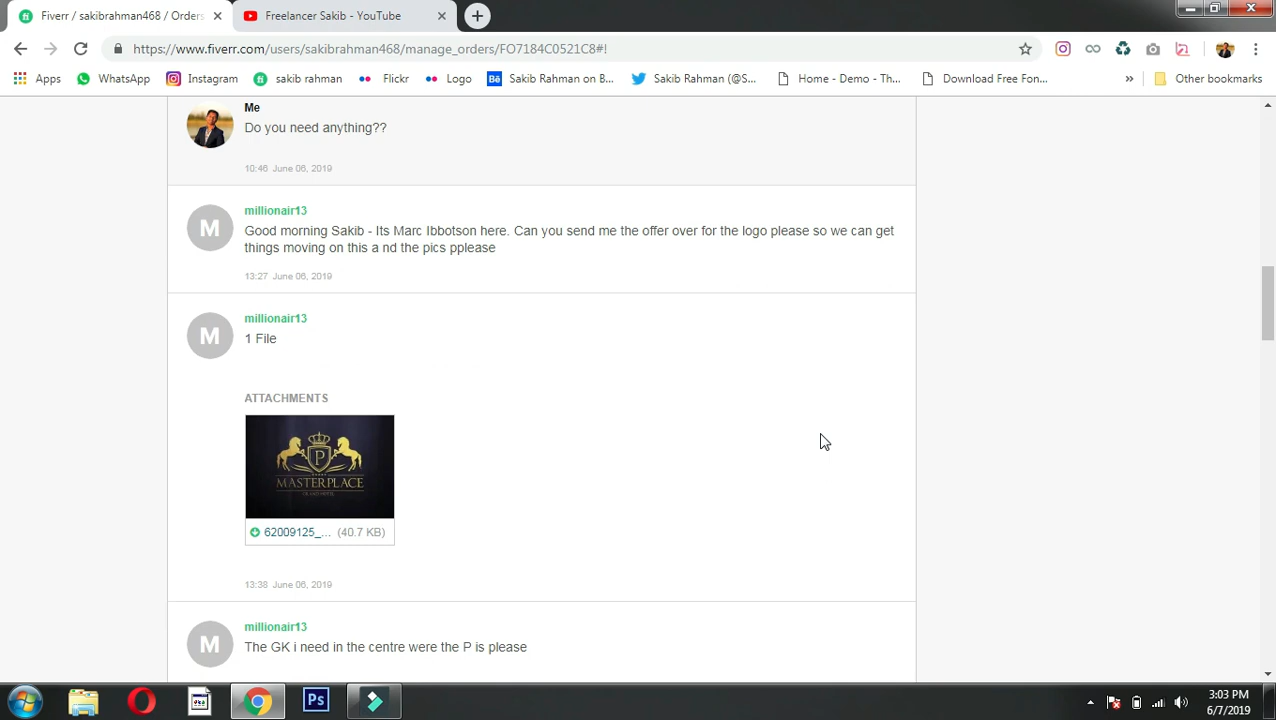 Fiverr / sakibrahman468 / Orders
Freelancer Sakib - YouTube
https://www.fiverr.com/users/sakibrahman468/manage_orders/FO7184C0521C8#!
Apps
WhatsApp
Instagram
fi
sakib rahman
Flickr
Logo
Bē
Sakib Rahman on B...
Sakib Rahman (@S...
Home - Demo - Th...
Download Free Fon...
»
Other bookmarks
Me
Do you need anything??
10:46 June 06, 2019
M
millionair13
Good morning Sakib - Its Marc Ibbotson here. Can you send me the offer over for the logo please so we can get
things moving on this a nd the pics pplease
13:27 June 06, 2019
M
millionair13
1 File
ATTACHMENTS
P
MASTERPLACE
62009125_... (40.7 KB)
13:38 June 06, 2019
M
millionair13
The GK i need in the centre were the P is please
Ps
3:03 PM
6/7/2019